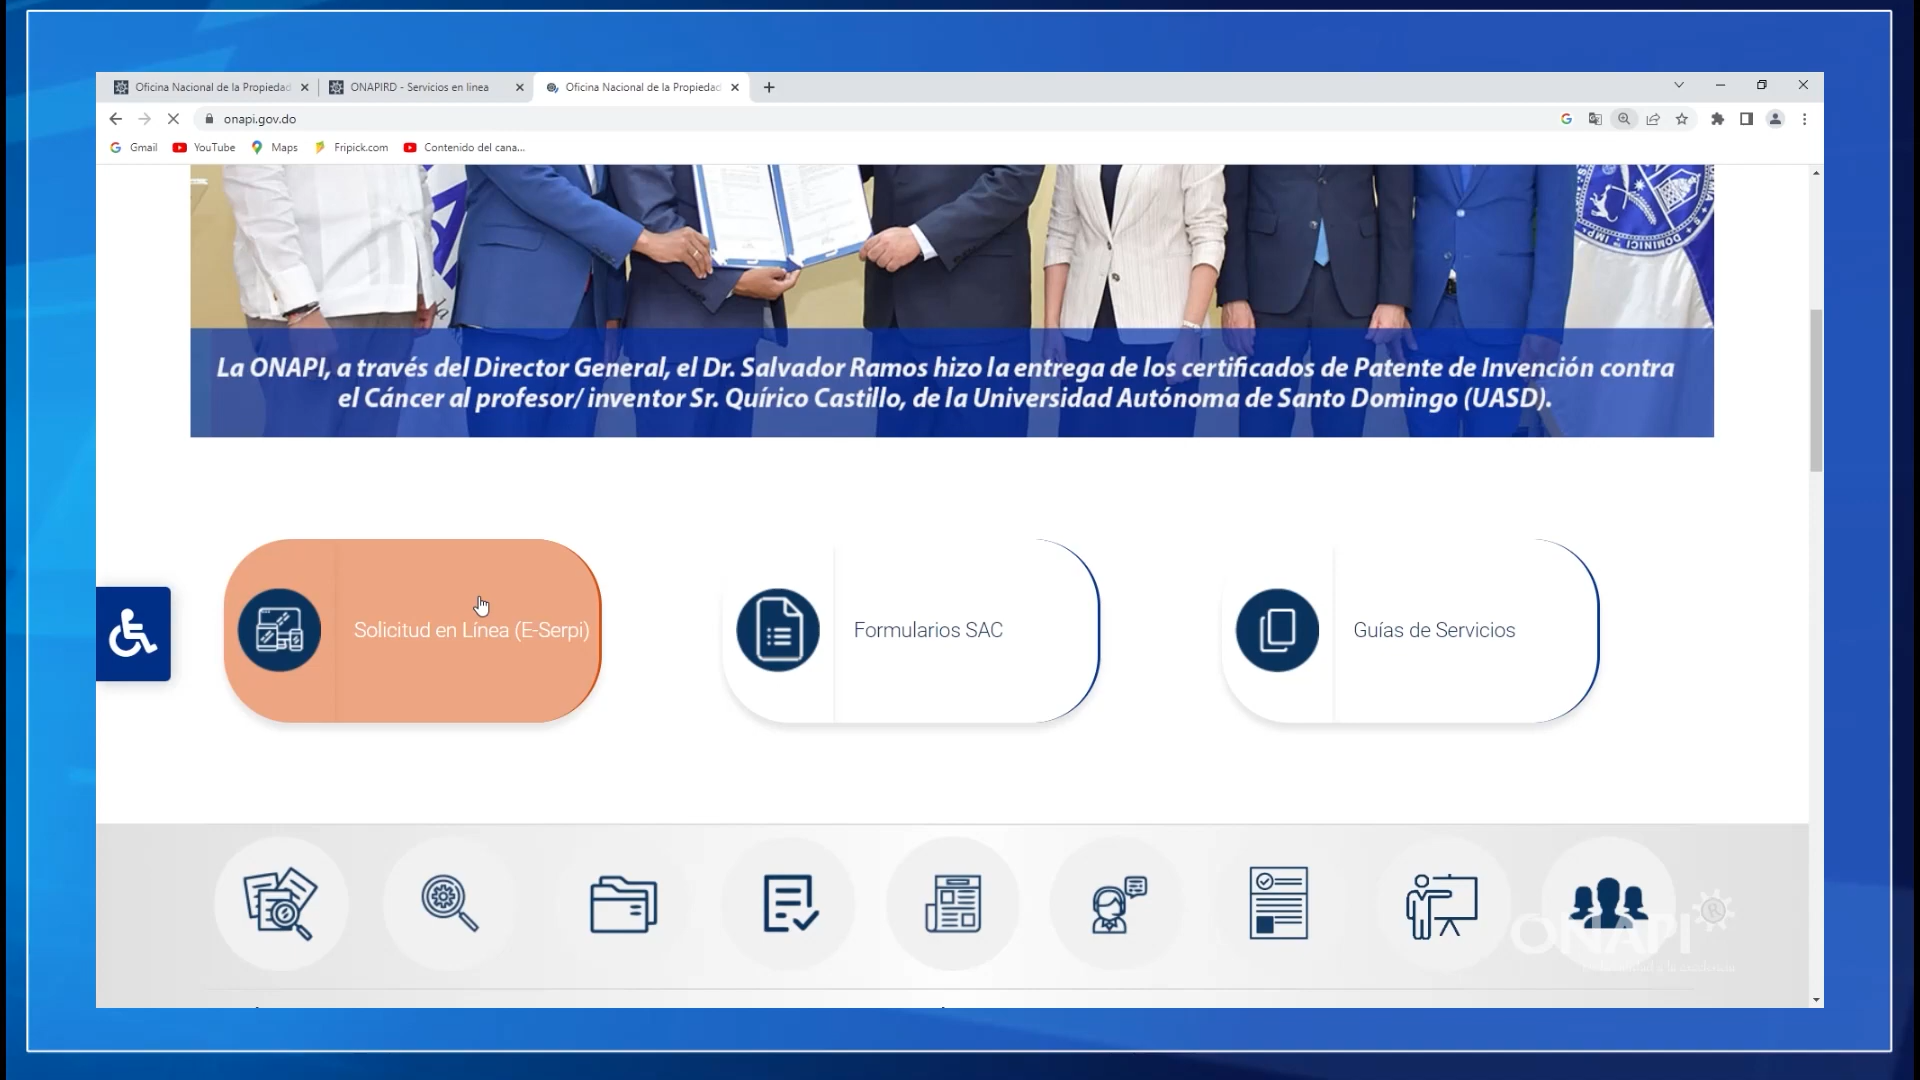 Oficina Nacional de la Propiedad
ONAPIRD - Servicios en linea
Oficina Nacional de la Propiedad
onapi.gov.do
Gmail
YouTube
Maps
Fripick.com
Contenido del cana...
La ONAPI, a través del Director General, el Dr. Salvador Ramos hizo la entrega de los certificados de Patente de Invención contra
el Cáncer al profesor/ inventor Sr. Quírico Castillo, de la Universidad Autónoma de Santo Domingo (UASD).
Solicitud en Línea (E-Serpi)
Formularios SAC
Guías de Servicios
ONAPI